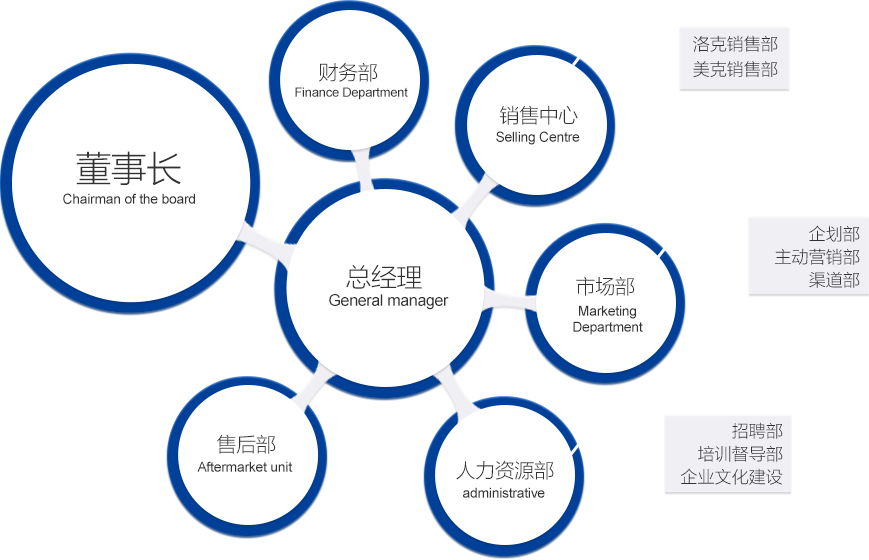 财务部
Finance Department
销售中心
Selling Centre
洛克销售部
美克销售部
董事长
Chairman of the board
总经理
General manager
市场部
Marketing
Department
企划部
主动营销部
渠道部
售后部
Aftermarket unit
人力资源部
administrative
招聘部
培训督导部
企业文化建设